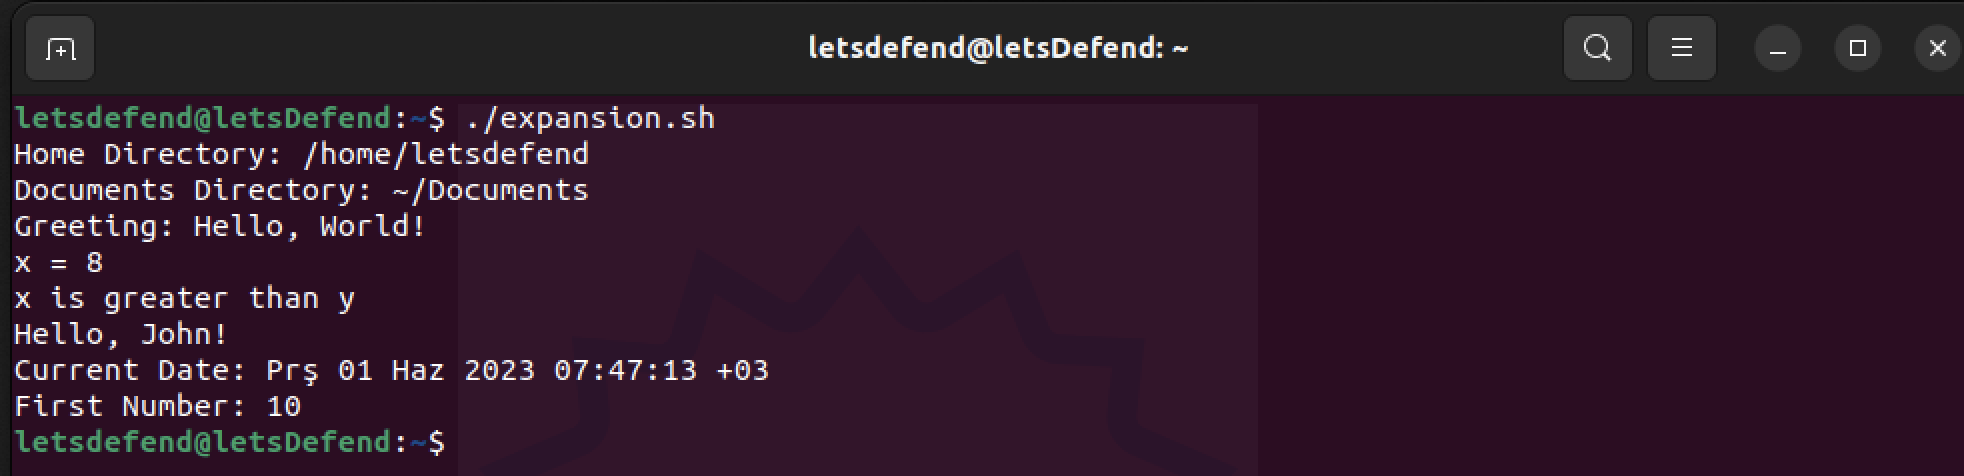 letsdefend@letsDefend: ~
letsdefend@letsDefend:~$ ./expansion.sh
Home Directory: /home/letsdefend
Documents Directory: ~/Documents
Greeting: Hello, World!
x = 8
x is greater than y
Hello, John!
Current Date: Prş 01 Haz 2023 07:47:13 +03
First Number: 10
letsdefend@letsDefend:~$